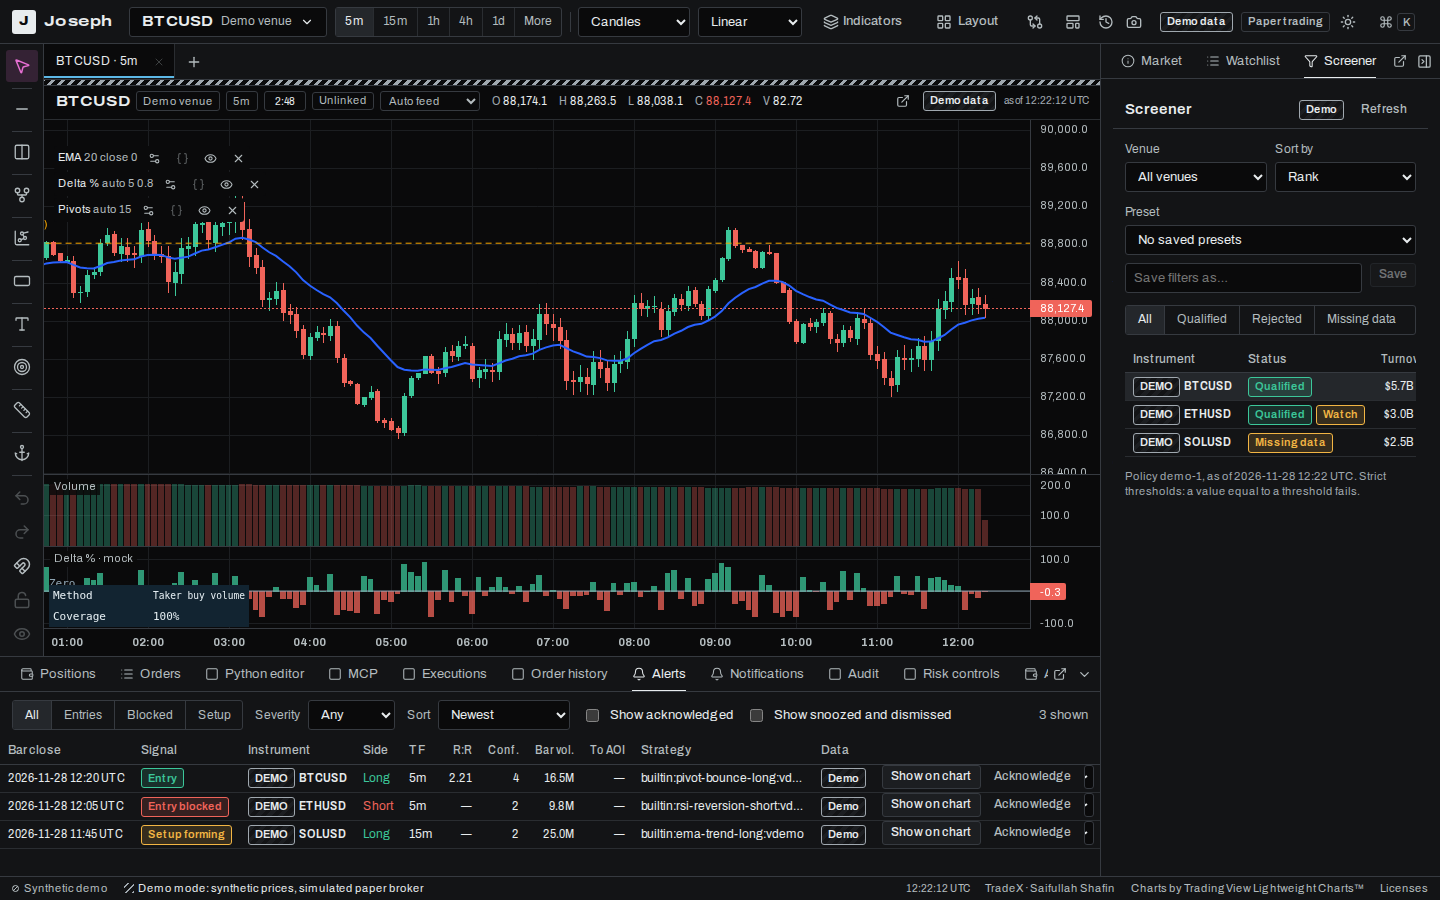 J Joseph BTCUSD Demo venue 5m 15m 1h 4h 1d More Candles Linear Indicators Layout Demo data Paper trading ⌘ K
BTCUSD · 5m
Market Watchlist Screener
BTCUSD Demo venue 5m 2:48 Unlinked Auto feed O 88,174.1 H 88,263.5 L 88,038.1 C 88,127.4 V 82.72 Demo data as of 12:22:12 UTC
EMA 20 close 0
Delta % auto 5 0.8
Pivots auto 15
90,000.0
89,600.0
89,200.0
88,800.0
88,400.0
88,127.4
88,000.0
87,600.0
87,200.0
86,800.0
86,400.0
Volume
200.0
100.0
Delta % · mock
100.0
Zero
-0.3
-100.0
Method Taker buy volume
Coverage 100%
01:00 02:00 03:00 04:00 05:00 06:00 07:00 08:00 09:00 10:00 11:00 12:00
Screener Demo Refresh
Venue Sort by
All venues Rank
Preset
No saved presets
Save filters as... Save
All Qualified Rejected Missing data
Instrument Status Turnov
DEMO BTCUSD Qualified $5.7B
DEMO ETHUSD Qualified Watch $3.0B
DEMO SOLUSD Missing data $2.5B
Policy demo-1, as of 2026-11-28 12:22 UTC. Strict
thresholds: a value equal to a threshold fails.
Positions Orders Python editor MCP Executions Order history Alerts Notifications Audit Risk controls
All Entries Blocked Setup Severity Any Sort Newest Show acknowledged Show snoozed and dismissed 3 shown
Bar close Signal Instrument Side TF R:R Conf. Bar vol. To AOI Strategy Data
2026-11-28 12:20 UTC Entry DEMO BTCUSD Long 5m 2.21 4 16.5M — builtin:pivot-bounce-long:vd... Demo Show on chart Acknowledge
2026-11-28 12:05 UTC Entry blocked DEMO ETHUSD Short 5m — 2 9.8M — builtin:rsi-reversion-short:vd... Demo Show on chart Acknowledge
2026-11-28 11:45 UTC Setup forming DEMO SOLUSD Long 15m — 2 25.0M — builtin:ema-trend-long:vdemo Demo Show on chart Acknowledge
Synthetic demo Demo mode: synthetic prices, simulated paper broker 12:22:12 UTC TradeX · Saifullah Shafin Charts by TradingView Lightweight Charts™ Licenses